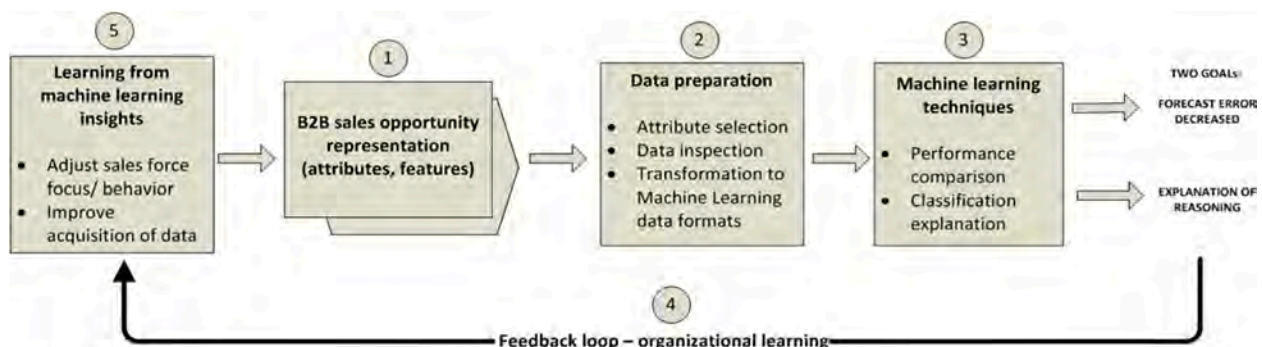 5
Learning from
machine learning
insights
• Adjust sales force
focus/ behavior
• Improve
acquisition of data
1
B2B sales opportunity
representation
(attributes, features)
2
Data preparation
• Attribute selection
• Data inspection
• Transformation to
Machine Learning
data formats
3
Machine learning
techniques
• Performance
comparison
• Classification
explanation
TWO GOALS:
FORECAST ERROR
DECREASED
EXPLANATION OF
REASONING
4
Feedback loop – organizational learning